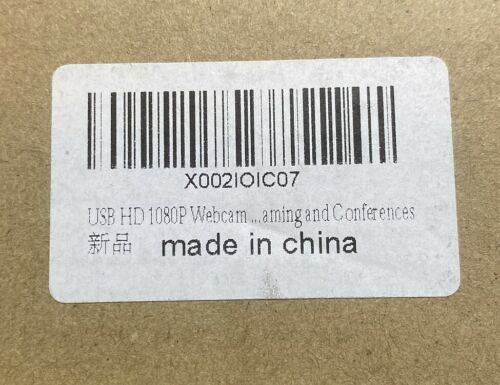 X002IOIC07
USB HD 1080P Webcam ...aming and Conferences
新品 made in china